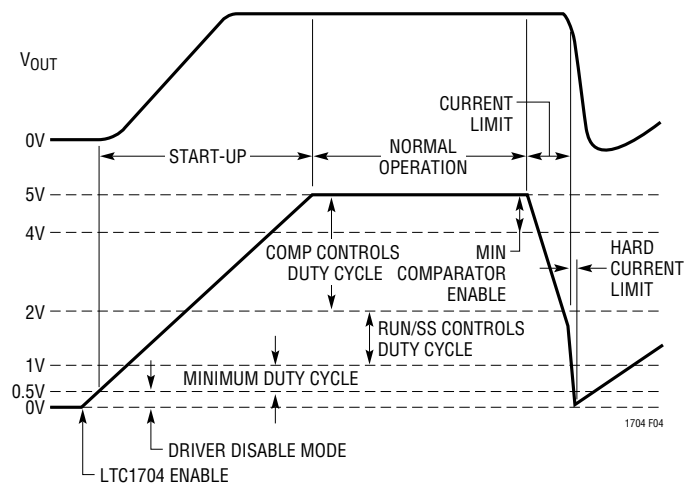 VOUT
0V
START-UP
NORMAL
OPERATION
CURRENT
LIMIT
5V
4V
COMP CONTROLS
DUTY CYCLE
MIN
COMPARATOR
ENABLE
HARD
CURRENT
LIMIT
2V
RUN/SS CONTROLS
DUTY CYCLE
1V
MINIMUM DUTY CYCLE
0.5V
0V
1704 F04
DRIVER DISABLE MODE
LTC1704 ENABLE